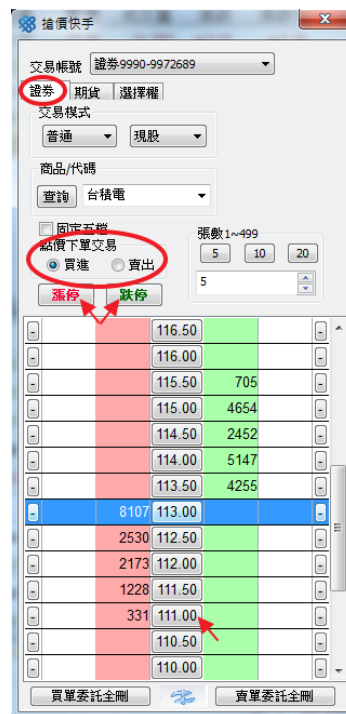 搶價快手
交易帳號 證券9990-9972689
證券 期貨 選擇權
交易模式
普通 現股
商品/代碼
查詢 台積電
固定五檔
點價下單交易 張數1~499
買進 賣出 5 10 20
漲停 跌停 5
- 116.50 -
- 116.00 -
- 115.50 705 -
- 115.00 4654 -
- 114.50 2452 -
- 114.00 5147 -
- 113.50 4255 -
- 8107 113.00 -
- 2530 112.50 -
- 2173 112.00 -
- 1228 111.50 -
- 331 111.00 -
- 110.50 -
- 110.00 -
買單委託全刪 賣單委託全刪